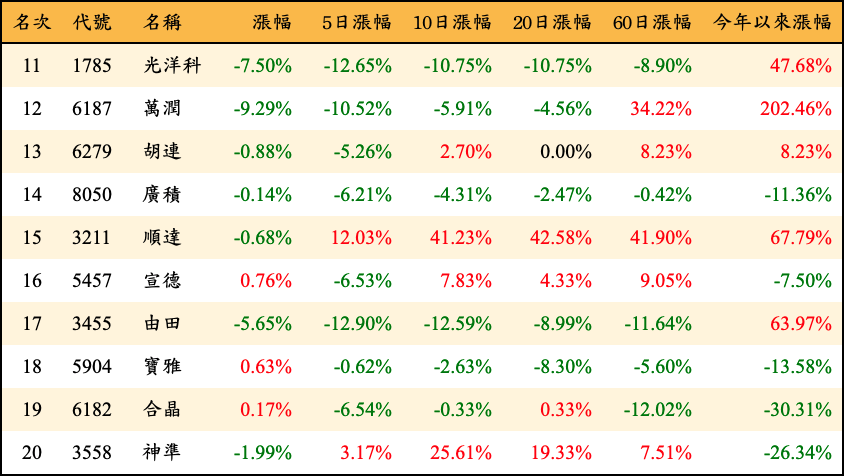 名次 代號 名稱 漲幅 5日漲幅 10日漲幅 20日漲幅 60日漲幅 今年以來漲幅
11 1785 光洋科 -7.50% -12.65% -10.75% -10.75% -8.90% 47.68%
12 6187 萬潤 -9.29% -10.52% -5.91% -4.56% 34.22% 202.46%
13 6279 胡連 -0.88% -5.26% 2.70% 0.00% 8.23% 8.23%
14 8050 廣積 -0.14% -6.21% -4.31% -2.47% -0.42% -11.36%
15 3211 順達 -0.68% 12.03% 41.23% 42.58% 41.90% 67.79%
16 5457 宣德 0.76% -6.53% 7.83% 4.33% 9.05% -7.50%
17 3455 由田 -5.65% -12.90% -12.59% -8.99% -11.64% 63.97%
18 5904 寶雅 0.63% -0.62% -2.63% -8.30% -5.60% -13.58%
19 6182 合晶 0.17% -6.54% -0.33% 0.33% -12.02% -30.31%
20 3558 神準 -1.99% 3.17% 25.61% 19.33% 7.51% -26.34%